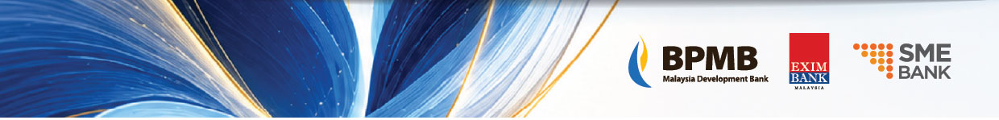 BPMB
Malaysia Development Bank
EXIM
BANK
MALAYSIA
SME
BANK